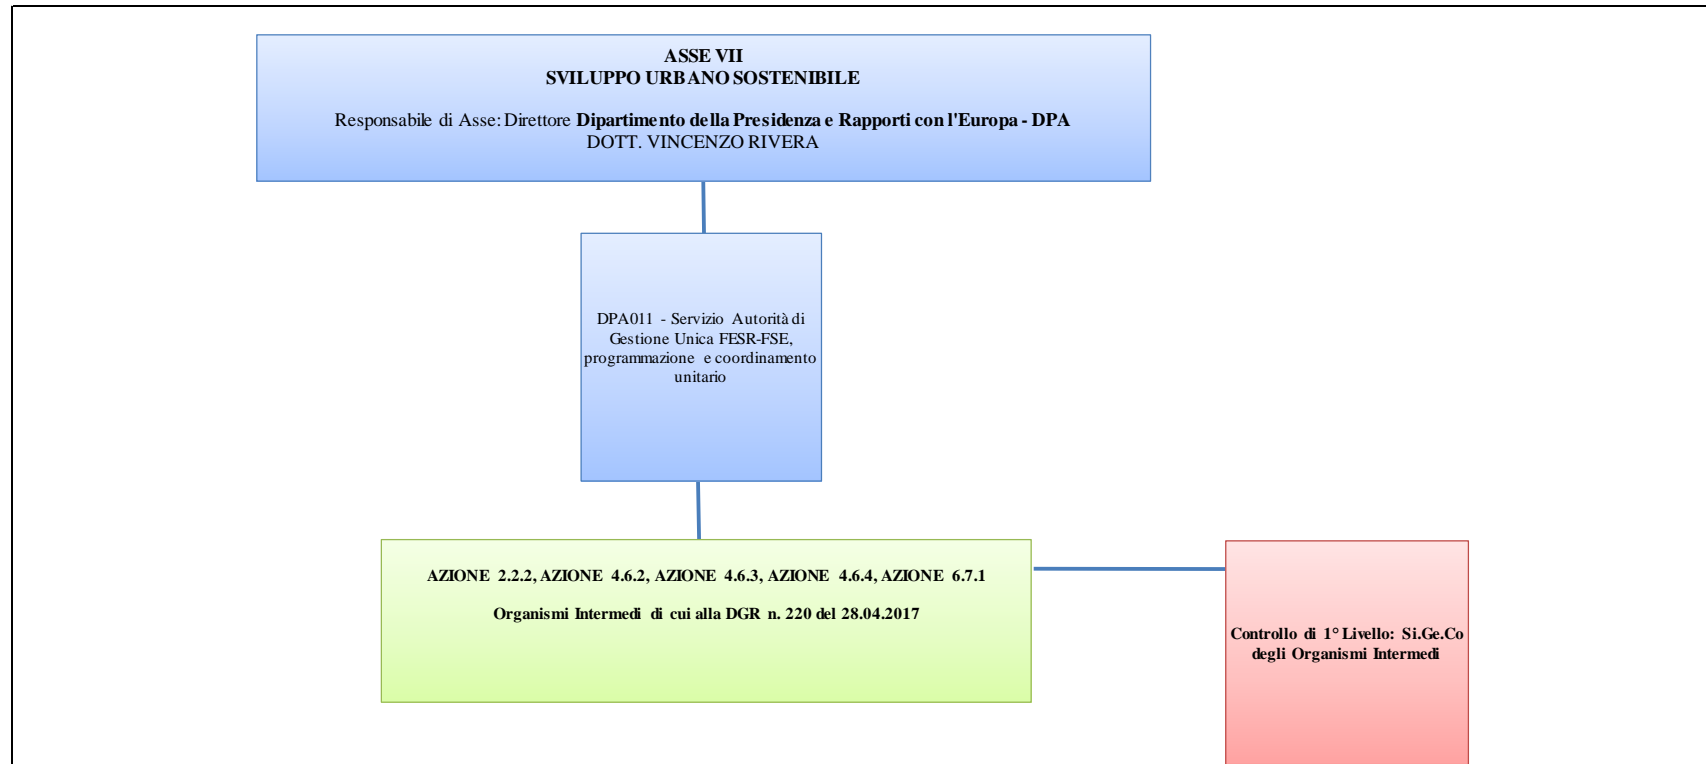 ASSE VII
SVILUPPO URBANO SOSTENIBILE
Responsabile di Asse: Direttore Dipartimento della Presidenza e Rapporti con l'Europa - DPA
DOTT. VINCENZO RIVERA
DPA011 - Servizio Autorità di
Gestione Unica FESR-FSE,
programmazione e coordinamento
unitario
AZIONE 2.2.2, AZIONE 4.6.2, AZIONE 4.6.3, AZIONE 4.6.4, AZIONE 6.7.1
Organismi Intermedi di cui alla DGR n. 220 del 28.04.2017
Controllo di 1° Livello: Si.Ge.Co
degli Organismi Intermedi